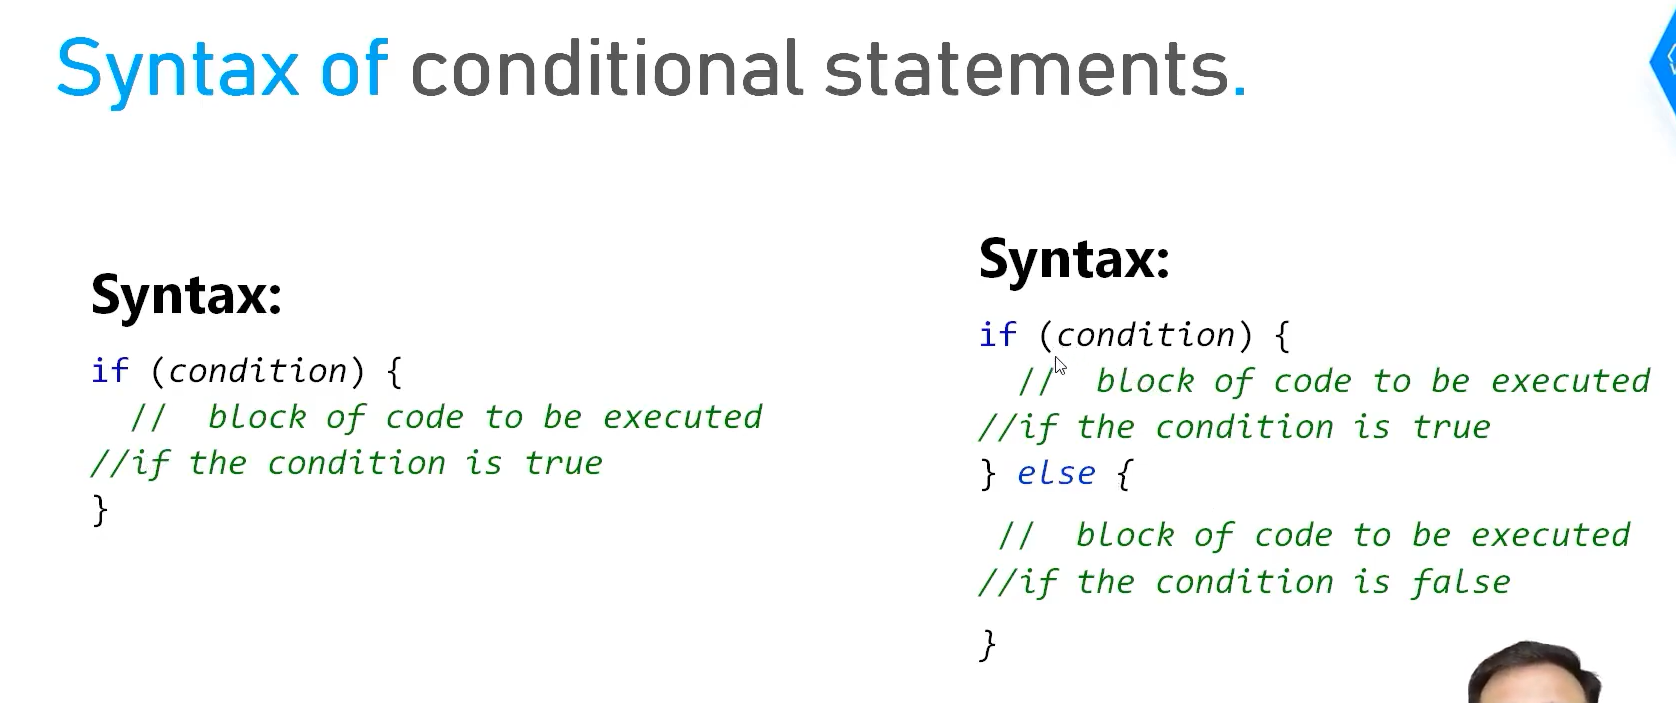 Syntax of conditional statements.
Syntax:
if (condition) {
//  block of code to be executed
//if the condition is true
}
Syntax:
if (condition) {
//  block of code to be executed
//if the condition is true
} else {
//  block of code to be executed
//if the condition is false
}